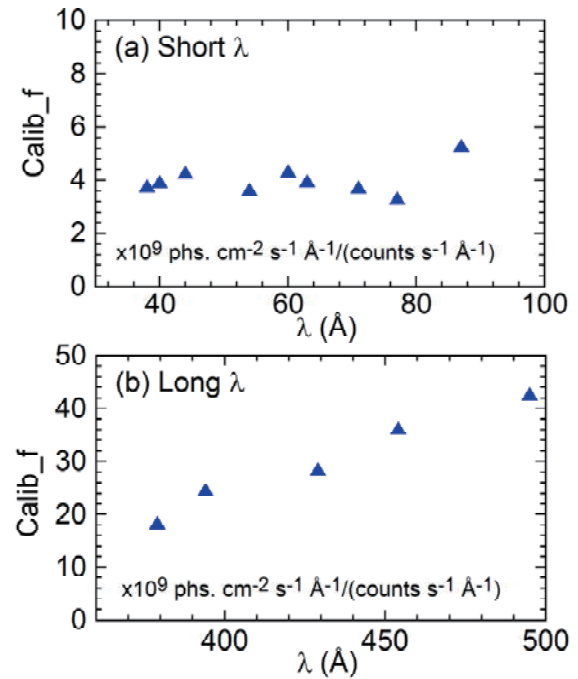 10
(a) Short λ
8
6
4
2
0
Calib_f
x10⁹ phs. cm⁻² s⁻¹ Å⁻¹/(counts s⁻¹ Å⁻¹)
40 60 80 100
λ (Å)
50
(b) Long λ
40
30
20
10
0
Calib_f
x10⁹ phs. cm⁻² s⁻¹ Å⁻¹/(counts s⁻¹ Å⁻¹)
400 450 500
λ (Å)